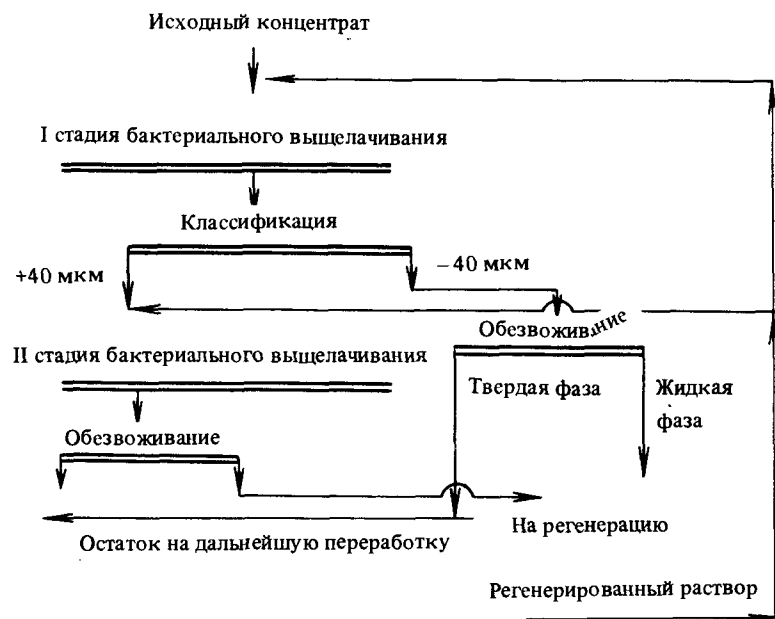 Исходный концентрат
I стадия бактериального выщелачивания
Классификация
+40 мкм
−40 мкм
Обезвоживание
II стадия бактериального выщелачивания
Твердая фаза
Жидкая
фаза
Обезвоживание
На регенерацию
Остаток на дальнейшую переработку
Регенерированный раствор